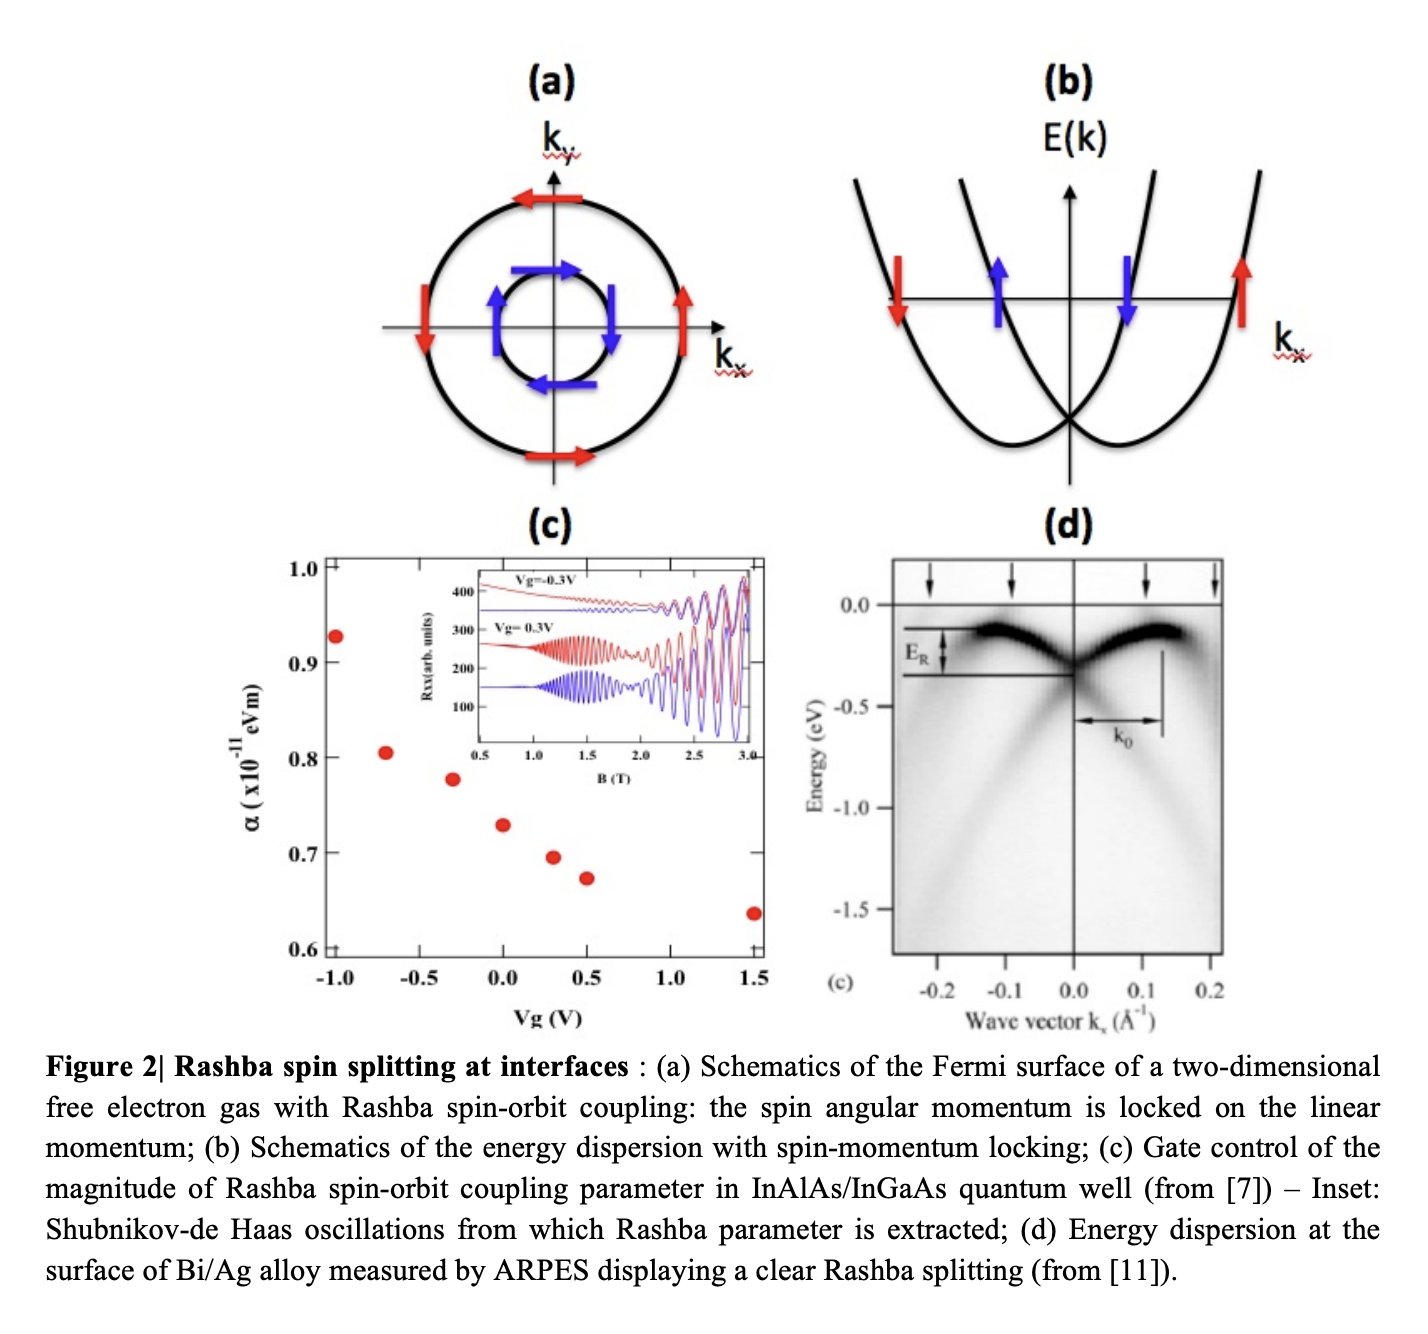 (a)
(b)
k_y
E(k)
k_x
k_x
(c)
(d)
1.0
0.9
0.8
0.7
0.6
α ( x10^-11 eVm)
-1.0 -0.5 0.0 0.5 1.0 1.5
Vg (V)
400
300
200
100
Rxx(arb. units)
Vg=-0.3V
Vg= 0.3V
0.5 1.0 1.5 2.0 2.5 3.0
B (T)
0.0
-0.5
-1.0
-1.5
Energy (eV)
E_R
k_0
(c)
-0.2 -0.1 0.0 0.1 0.2
Wave vector k_x (Å^-1)
Figure 2| Rashba spin splitting at interfaces : (a) Schematics of the Fermi surface of a two-dimensional
free electron gas with Rashba spin-orbit coupling: the spin angular momentum is locked on the linear
momentum; (b) Schematics of the energy dispersion with spin-momentum locking; (c) Gate control of the
magnitude of Rashba spin-orbit coupling parameter in InAlAs/InGaAs quantum well (from [7]) – Inset:
Shubnikov-de Haas oscillations from which Rashba parameter is extracted; (d) Energy dispersion at the
surface of Bi/Ag alloy measured by ARPES displaying a clear Rashba splitting (from [11]).